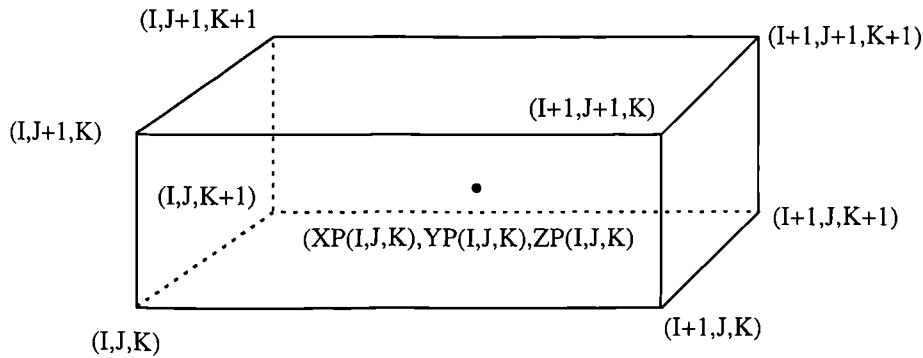 (I,J+1,K+1
(I+1,J+1,K+1)
(I,J+1,K)
(I+1,J+1,K)
(I,J,K+1)
(I+1,J,K+1)
(XP(I,J,K),YP(I,J,K),ZP(I,J,K)
(I,J,K)
(I+1,J,K)